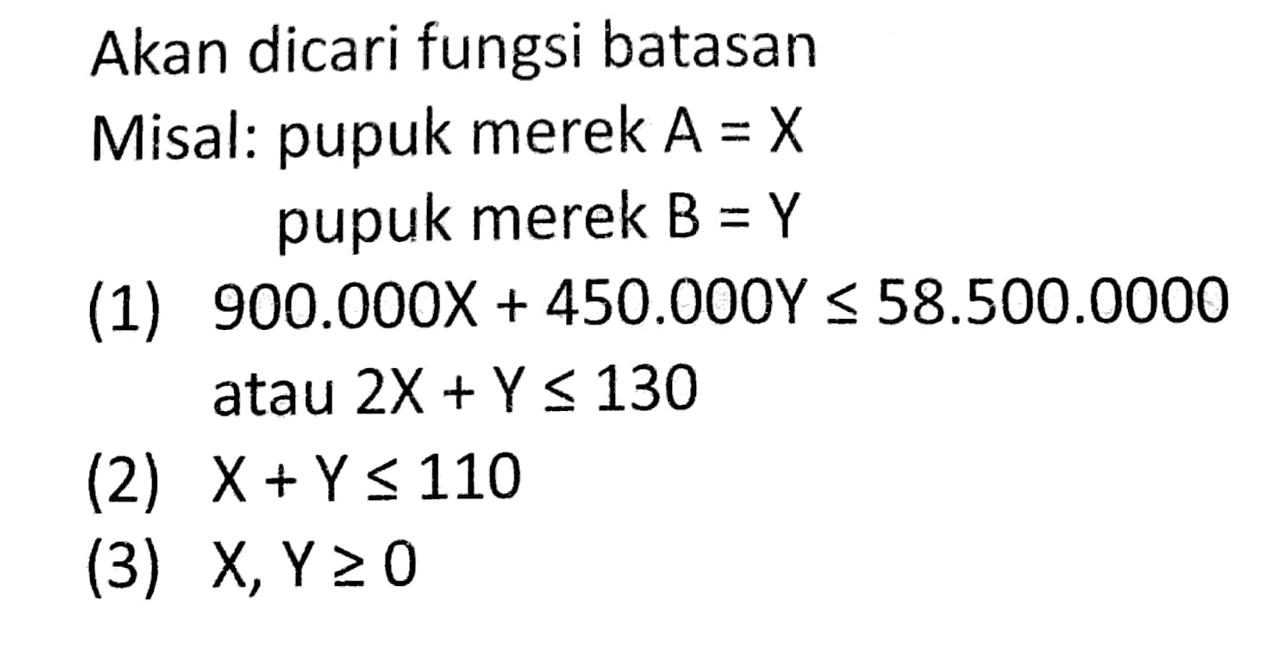 Akan dicari fungsi batasan
Misal: pupuk merek A = X
pupuk merek B = Y
(1) 900.000X + 450.000Y ≤ 58.500.0000
atau 2X + Y ≤ 130
(2) X + Y ≤ 110
(3) X, Y ≥ 0